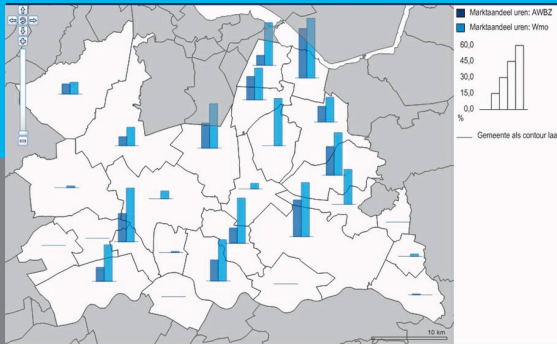 Marktaandeel uren: AWBZ
Marktaandeel uren: Wmo
60,0
45,0
30,0
15,0
0,0
%
Gemeente als contour laa
10 km